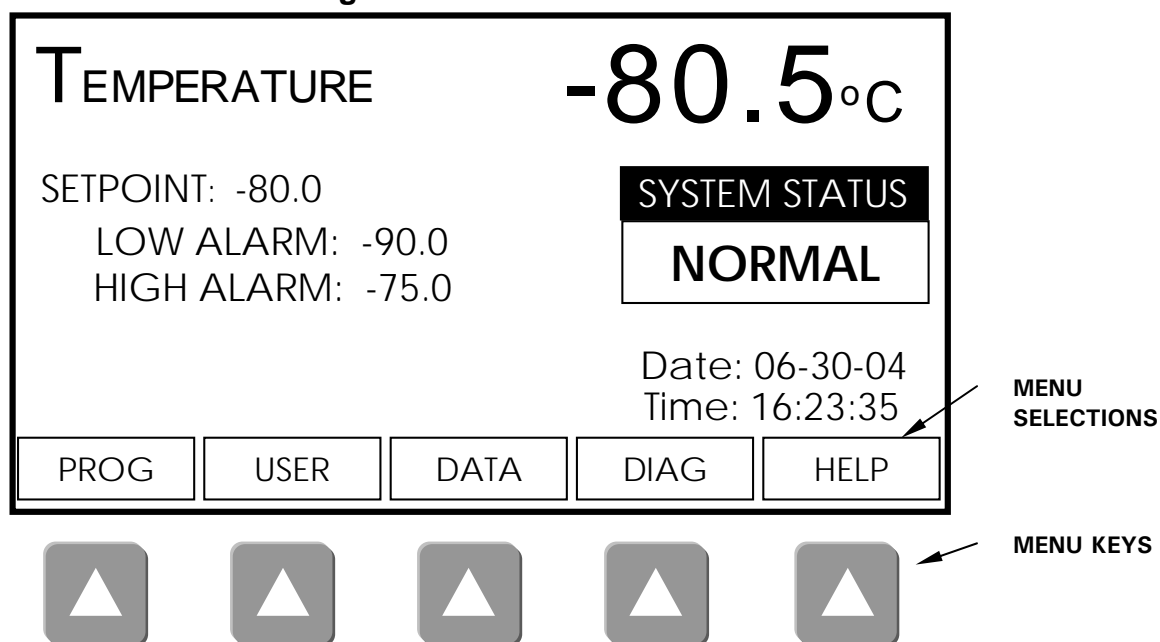 TEMPERATURE -80.5°C
SETPOINT: -80.0
LOW ALARM: -90.0
HIGH ALARM: -75.0
SYSTEM STATUS
NORMAL
Date: 06-30-04
Time: 16:23:35
PROG USER DATA DIAG HELP
MENU
SELECTIONS
MENU KEYS